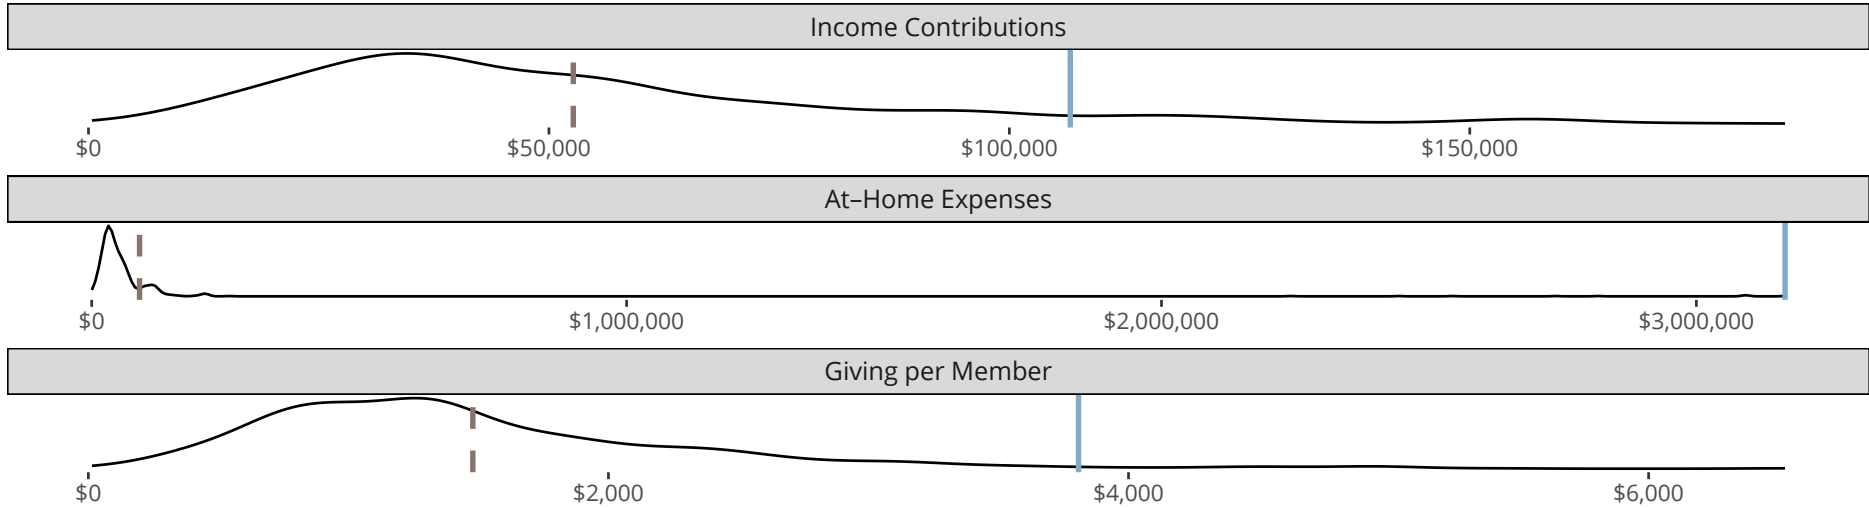 Income Contributions
$0 $50,000 $100,000 $150,000
At–Home Expenses
$0 $1,000,000 $2,000,000 $3,000,000
Giving per Member
$0 $2,000 $4,000 $6,000